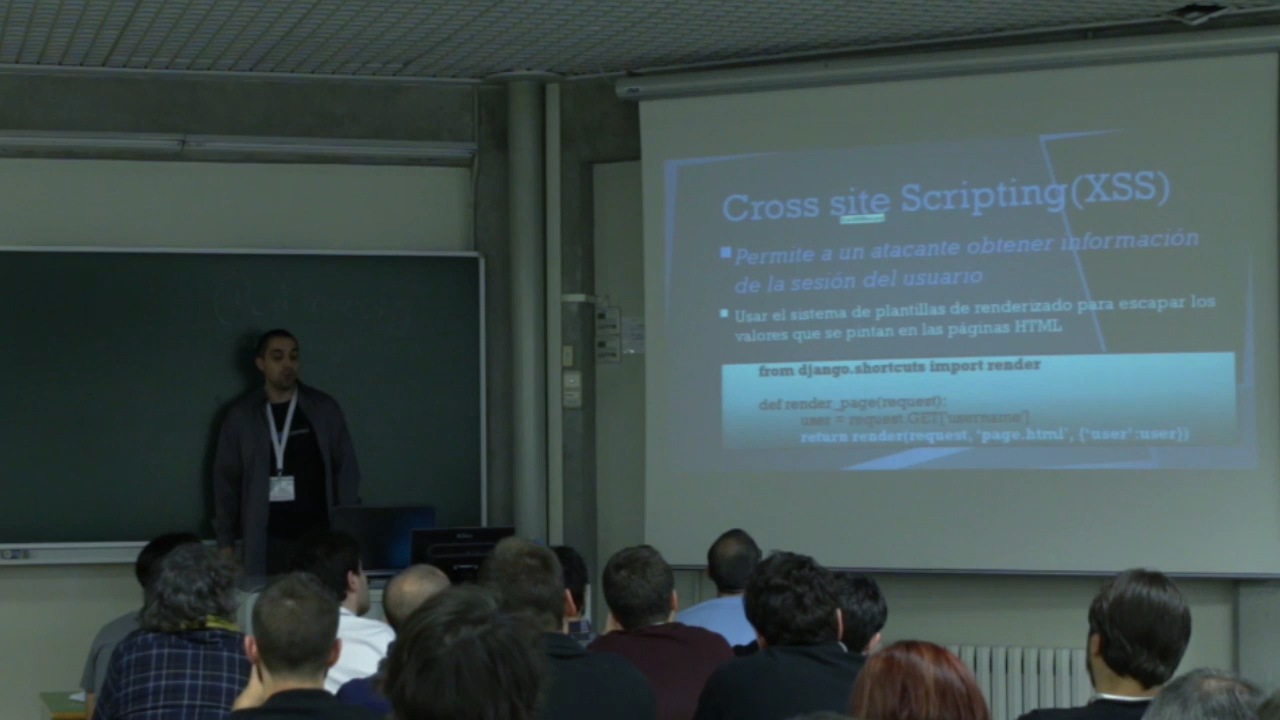 Cross site Scripting(XSS)
Permite a un atacante obtener información
de la sesión del usuario
Usar el sistema de plantillas de renderizado para escapar los
valores que se pintan en las páginas HTML
from django.shortcuts import render
def render_page(request):
user = request.GET['username']
return render(request, 'page.html', {'user':user})